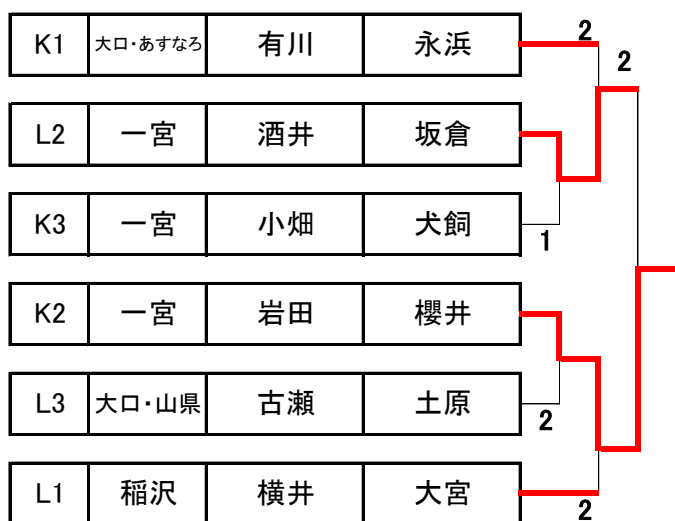 2
K1 大口・あすなろ 有川 永浜
2
L2 一宮 酒井 坂倉
K3 一宮 小畑 犬飼
1
K2 一宮 岩田 櫻井
L3 大口・山県 古瀬 土原
2
L1 稲沢 横井 大宮
2